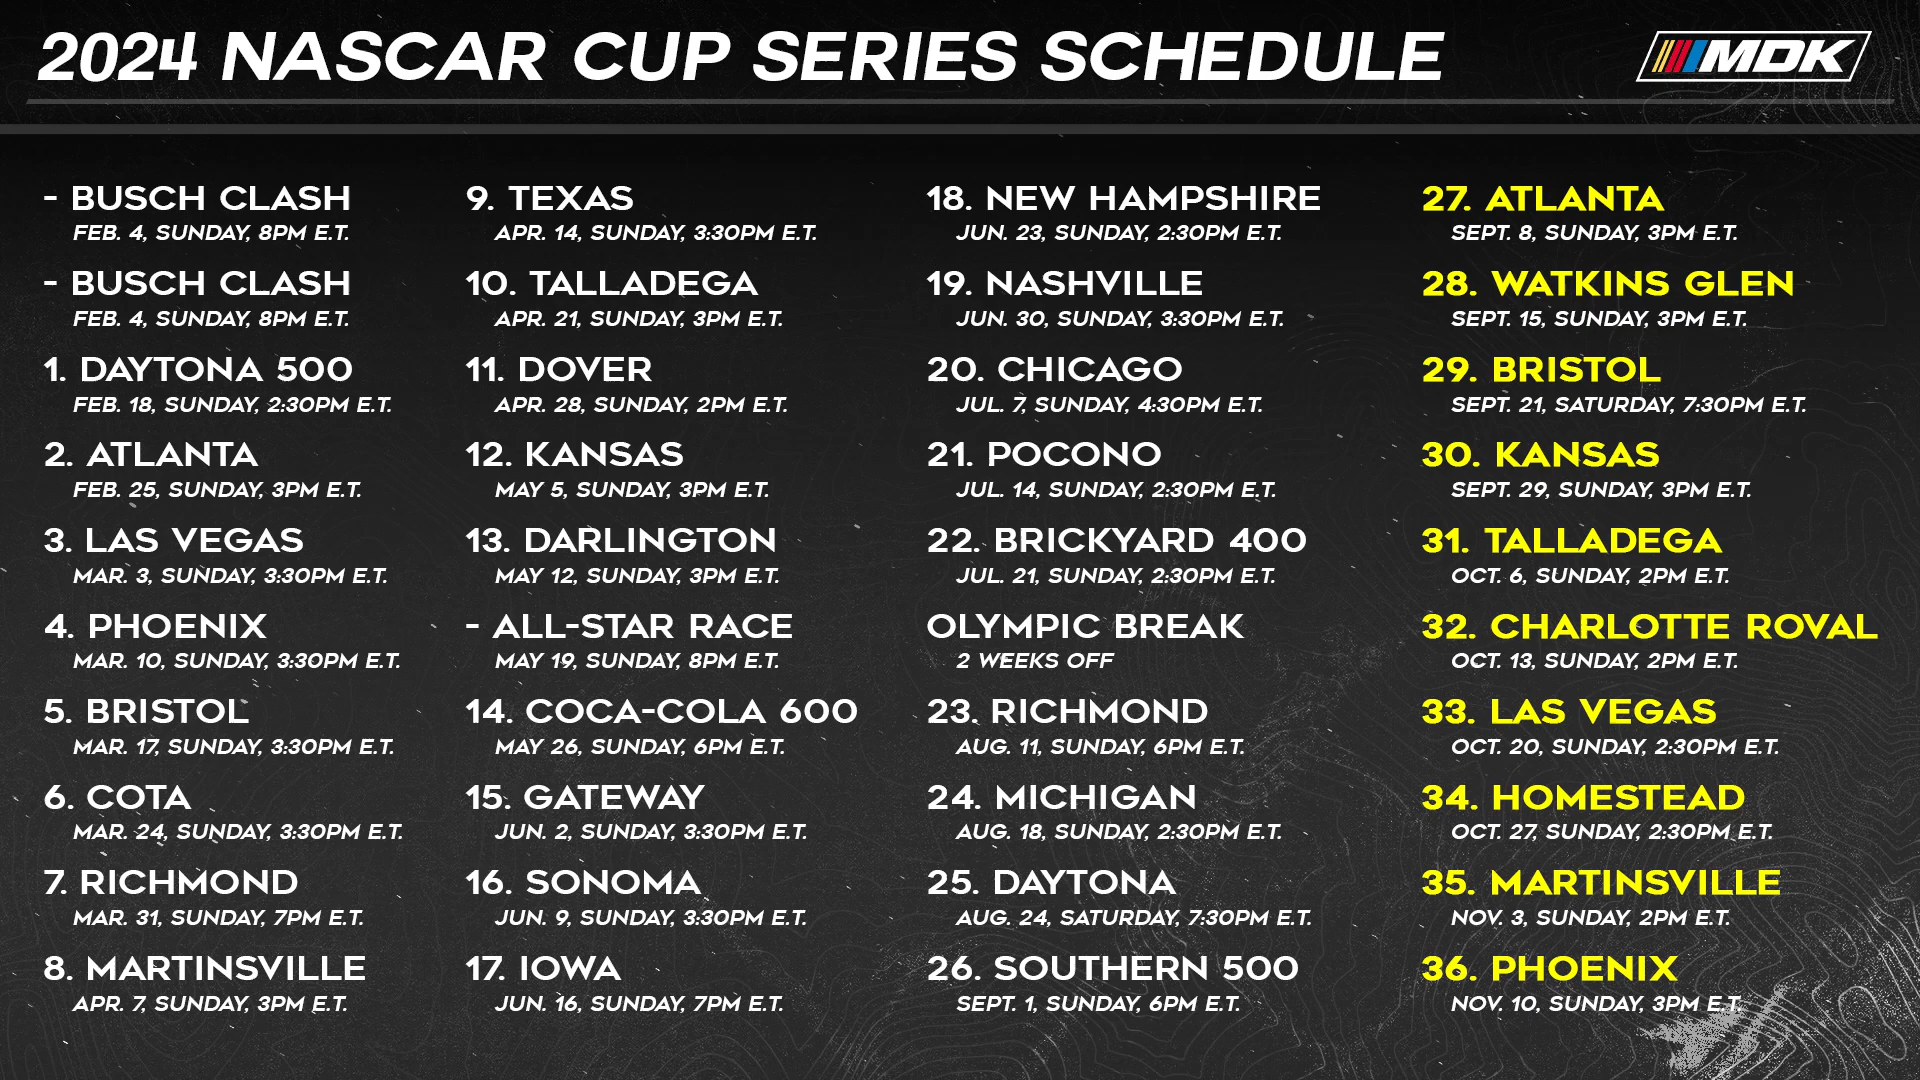 2024 NASCAR CUP SERIES SCHEDULE
MDK
- BUSCH CLASH
FEB. 4, SUNDAY, 8PM E.T.
- BUSCH CLASH
FEB. 4, SUNDAY, 8PM E.T.
1. DAYTONA 500
FEB. 18, SUNDAY, 2:30PM E.T.
2. ATLANTA
FEB. 25, SUNDAY, 3PM E.T.
3. LAS VEGAS
MAR. 3, SUNDAY, 3:30PM E.T.
4. PHOENIX
MAR. 10, SUNDAY, 3:30PM E.T.
5. BRISTOL
MAR. 17, SUNDAY, 3:30PM E.T.
6. COTA
MAR. 24, SUNDAY, 3:30PM E.T.
7. RICHMOND
MAR. 31, SUNDAY, 7PM E.T.
8. MARTINSVILLE
APR. 7, SUNDAY, 3PM E.T.
9. TEXAS
APR. 14, SUNDAY, 3:30PM E.T.
10. TALLADEGA
APR. 21, SUNDAY, 3PM E.T.
11. DOVER
APR. 28, SUNDAY, 2PM E.T.
12. KANSAS
MAY 5, SUNDAY, 3PM E.T.
13. DARLINGTON
MAY 12, SUNDAY, 3PM E.T.
- ALL-STAR RACE
MAY 19, SUNDAY, 8PM E.T.
14. COCA-COLA 600
MAY 26, SUNDAY, 6PM E.T.
15. GATEWAY
JUN. 2, SUNDAY, 3:30PM E.T.
16. SONOMA
JUN. 9, SUNDAY, 3:30PM E.T.
17. IOWA
JUN. 16, SUNDAY, 7PM E.T.
18. NEW HAMPSHIRE
JUN. 23, SUNDAY, 2:30PM E.T.
19. NASHVILLE
JUN. 30, SUNDAY, 3:30PM E.T.
20. CHICAGO
JUL. 7, SUNDAY, 4:30PM E.T.
21. POCONO
JUL. 14, SUNDAY, 2:30PM E.T.
22. BRICKYARD 400
JUL. 21, SUNDAY, 2:30PM E.T.
OLYMPIC BREAK
2 WEEKS OFF
23. RICHMOND
AUG. 11, SUNDAY, 6PM E.T.
24. MICHIGAN
AUG. 18, SUNDAY, 2:30PM E.T.
25. DAYTONA
AUG. 24, SATURDAY, 7:30PM E.T.
26. SOUTHERN 500
SEPT. 1, SUNDAY, 6PM E.T.
27. ATLANTA
SEPT. 8, SUNDAY, 3PM E.T.
28. WATKINS GLEN
SEPT. 15, SUNDAY, 3PM E.T.
29. BRISTOL
SEPT. 21, SATURDAY, 7:30PM E.T.
30. KANSAS
SEPT. 29, SUNDAY, 3PM E.T.
31. TALLADEGA
OCT. 6, SUNDAY, 2PM E.T.
32. CHARLOTTE ROVAL
OCT. 13, SUNDAY, 2PM E.T.
33. LAS VEGAS
OCT. 20, SUNDAY, 2:30PM E.T.
34. HOMESTEAD
OCT. 27, SUNDAY, 2:30PM E.T.
35. MARTINSVILLE
NOV. 3, SUNDAY, 2PM E.T.
36. PHOENIX
NOV. 10, SUNDAY, 3PM E.T.